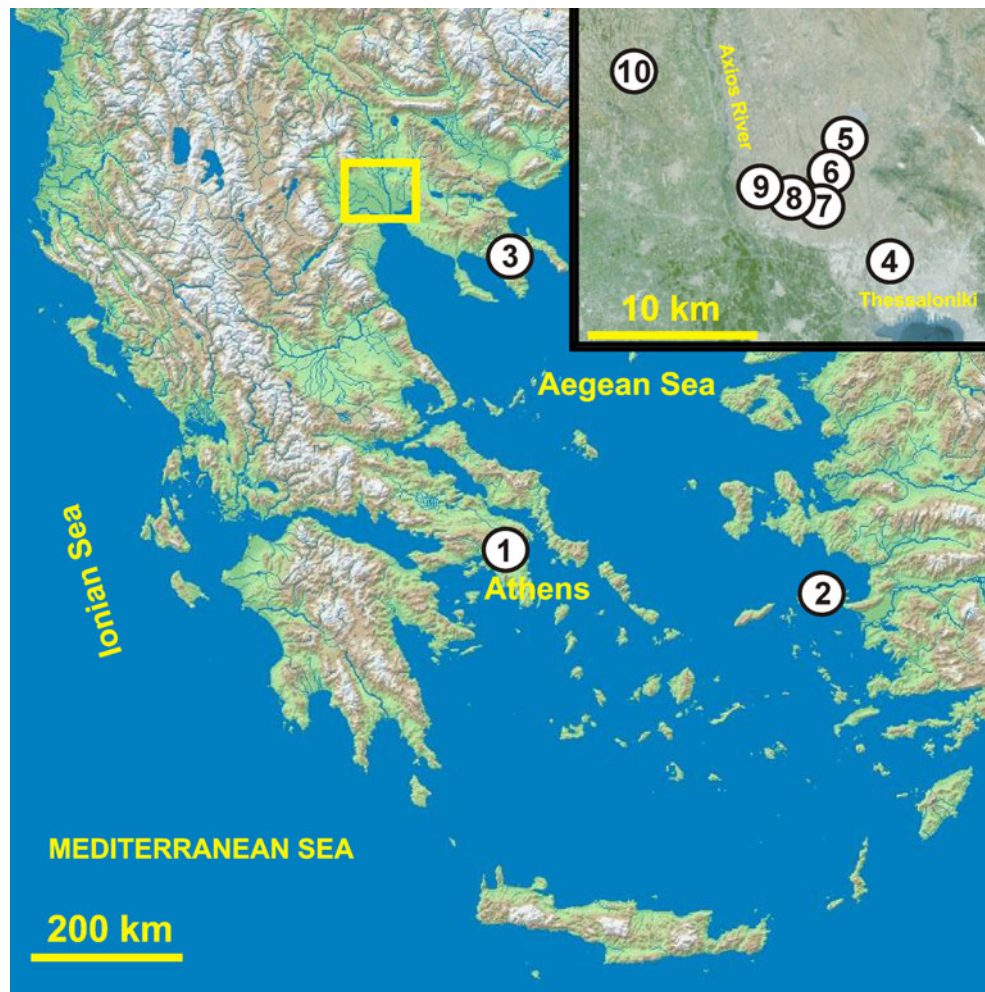 10
Axios River
5
6
9
8
7
4
Thessaloniki
10 km
3
Aegean Sea
Ionian Sea
1
Athens
2
MEDITERRANEAN SEA
200 km